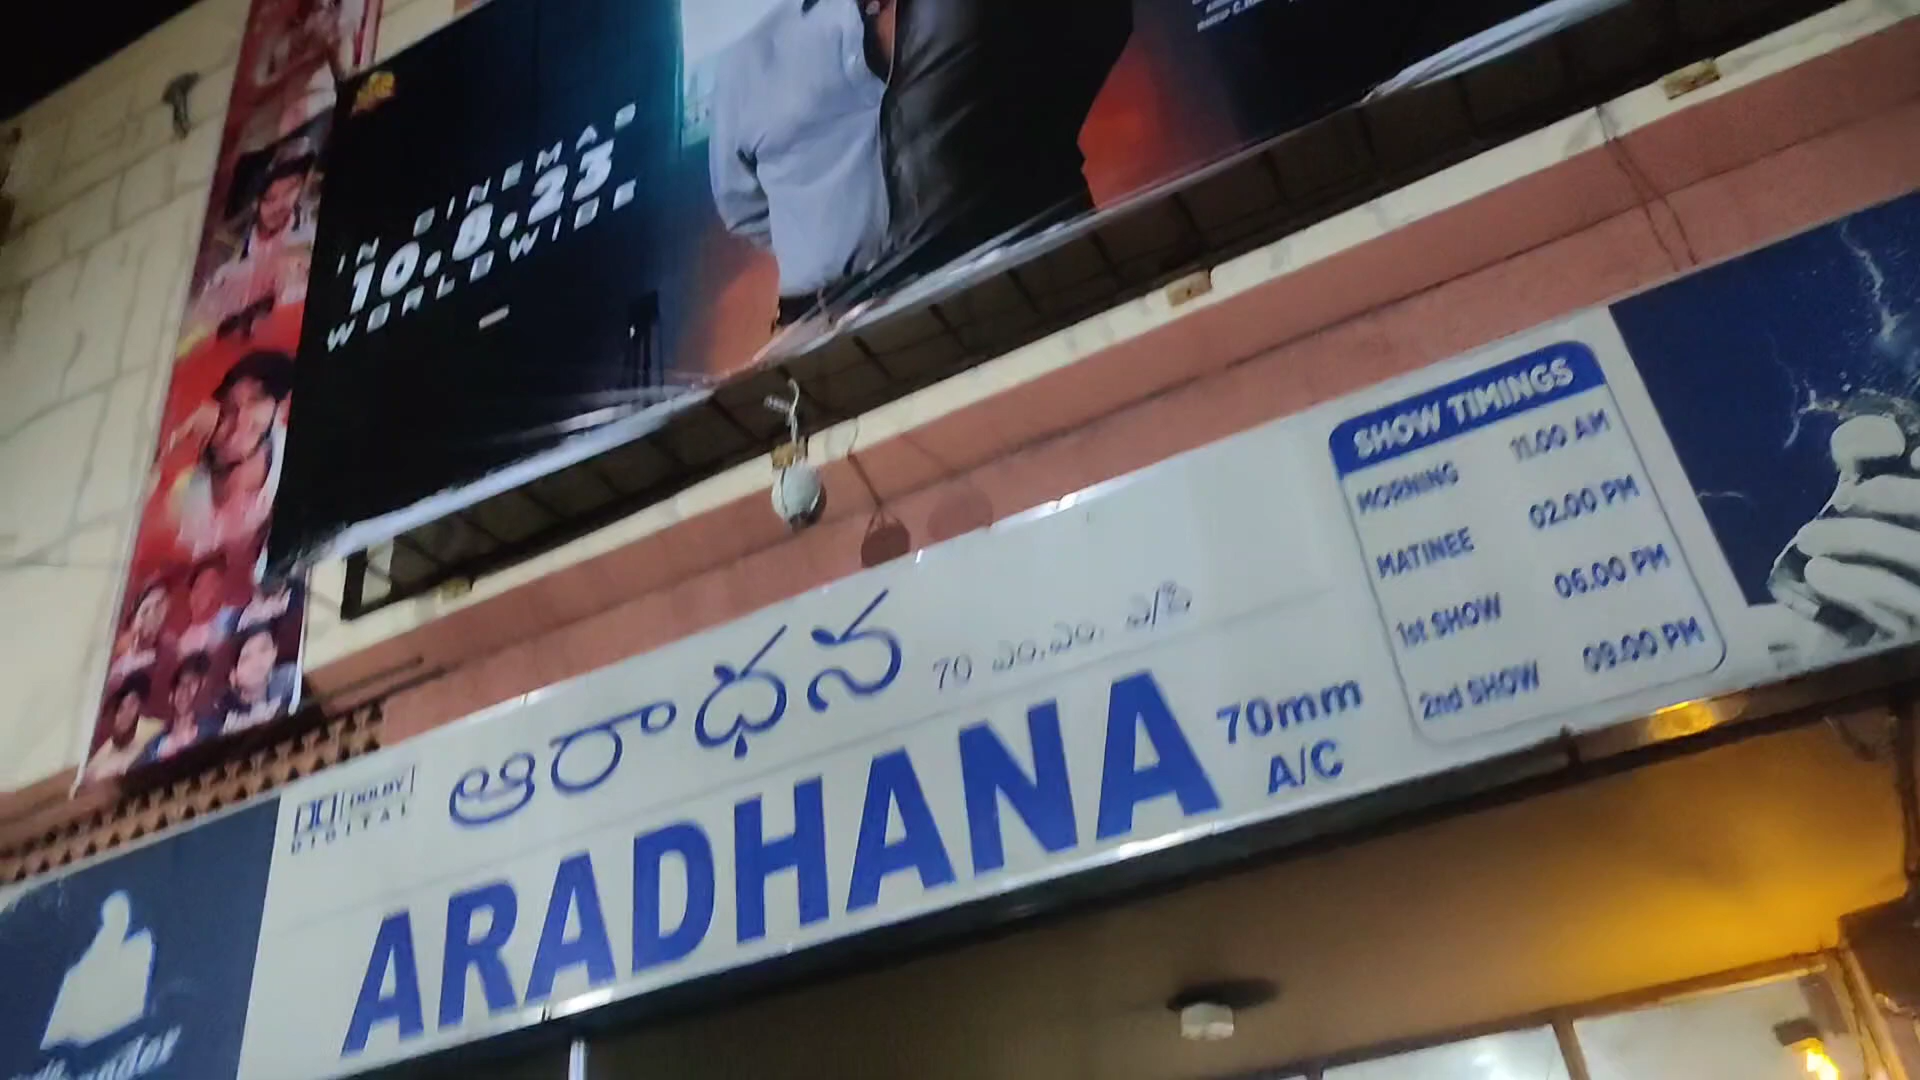 IN CINEMAS
10.8.23
WORLDWIDE
SHOW TIMINGS
MORNING 11.00 AM
MATINEE 02.00 PM
1st SHOW 06.00 PM
2nd SHOW 09.00 PM
ఆరాధన 70 ఎం.ఎం. ఎ/సి
DOLBY
DIGITAL
ARADHANA 70mm
A/C